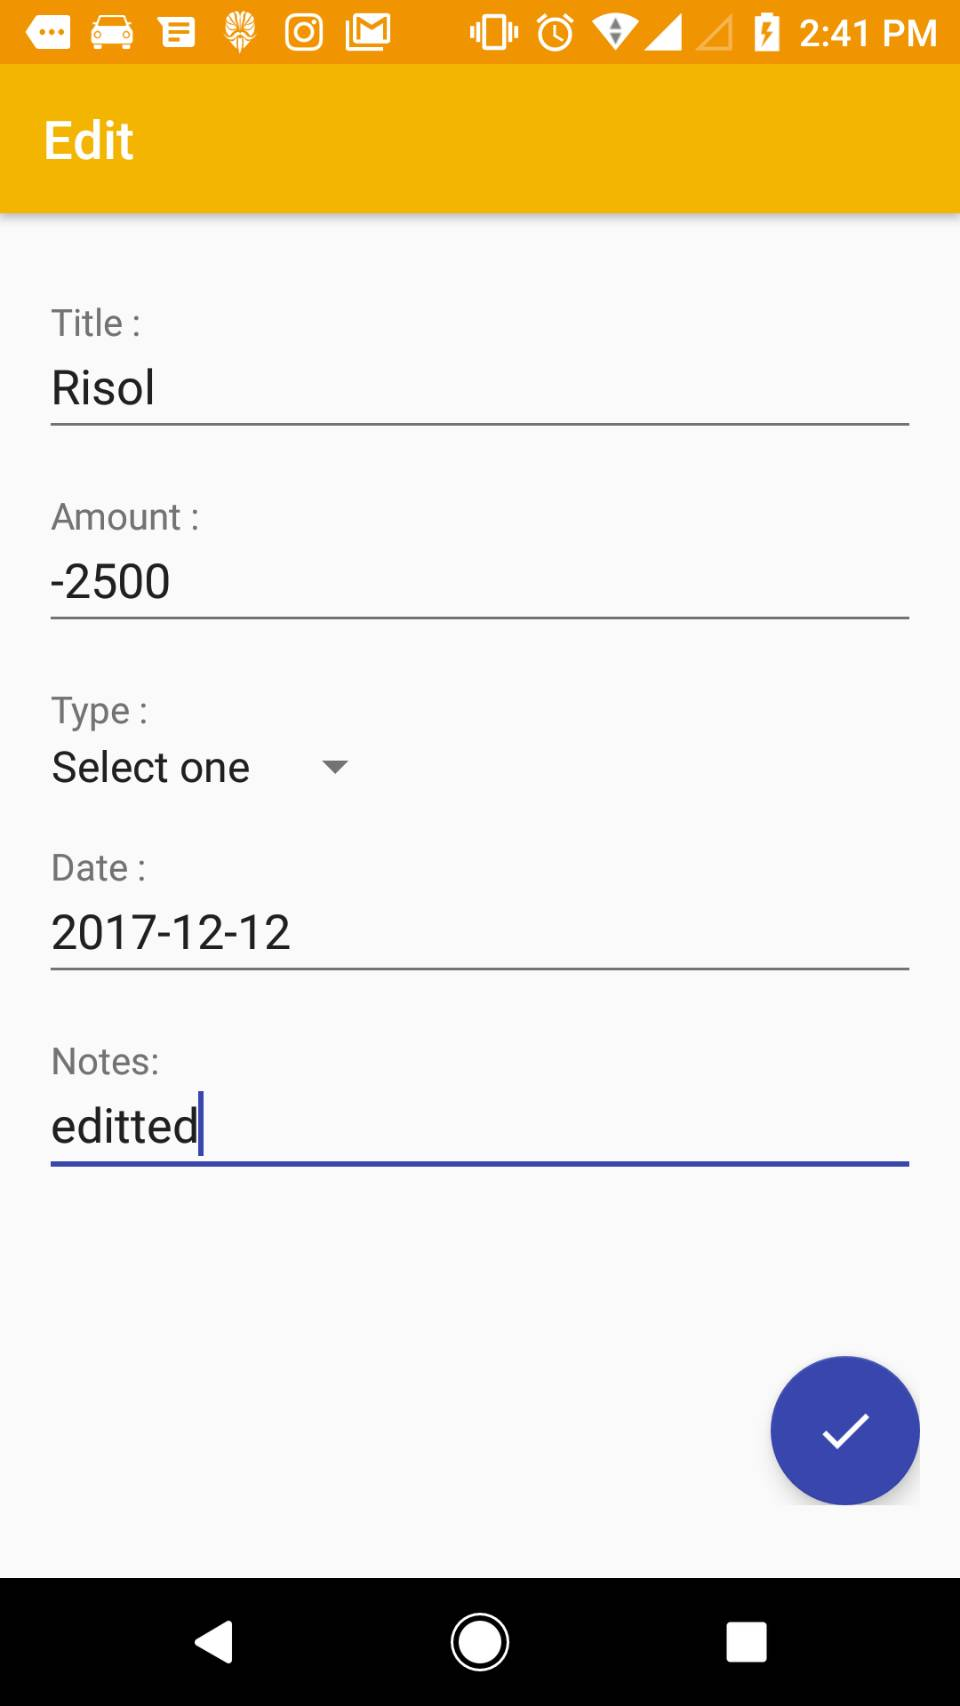 2:41 PM
Edit
Title :
Risol
Amount :
-2500
Type :
Select one
Date :
2017-12-12
Notes:
editted